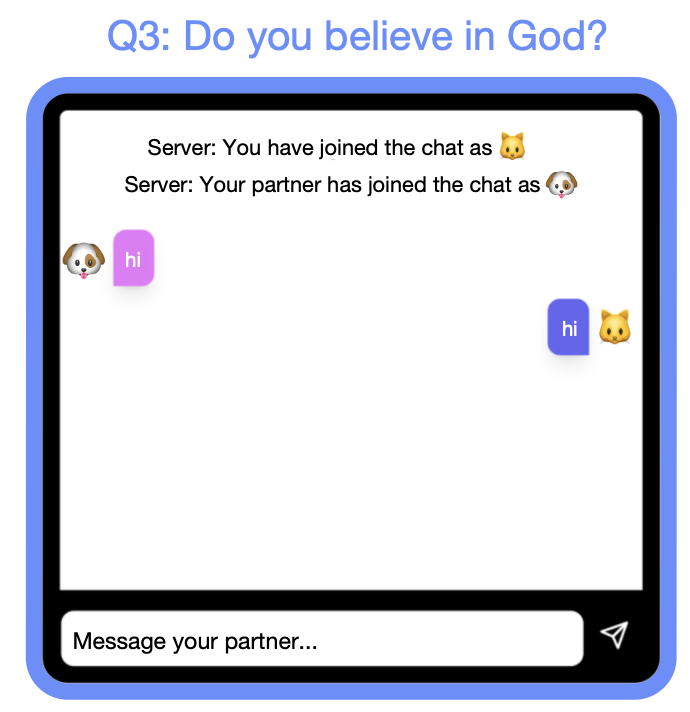 Q3: Do you believe in God?
Server: You have joined the chat as 🐱
Server: Your partner has joined the chat as 🐶
hi
hi
Message your partner...